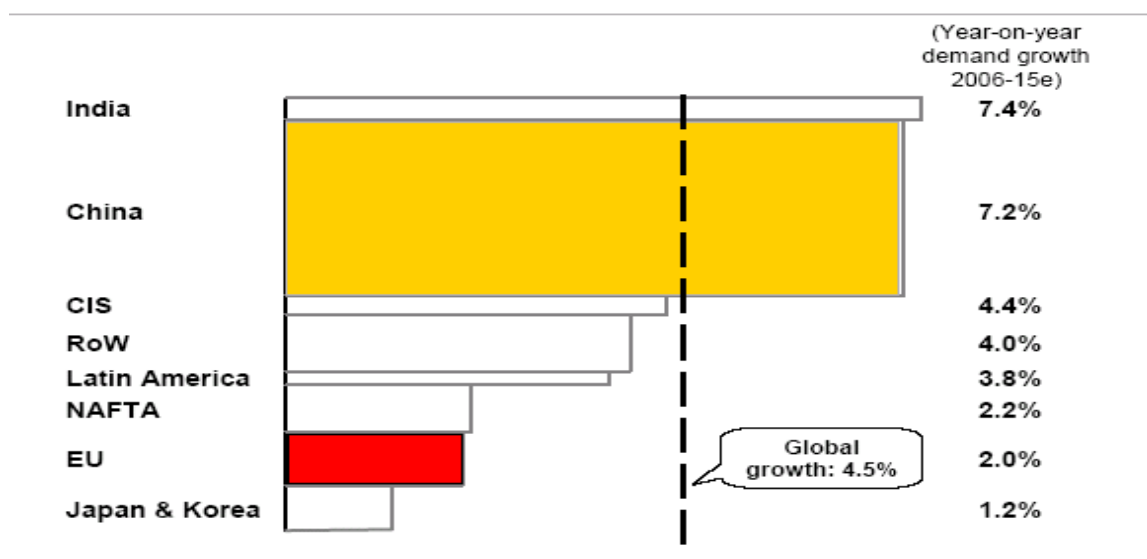 (Year-on-year
demand growth
2006-15e)
India 7.4%
China 7.2%
CIS 4.4%
RoW 4.0%
Latin America 3.8%
NAFTA 2.2%
Global
growth: 4.5%
EU 2.0%
Japan & Korea 1.2%